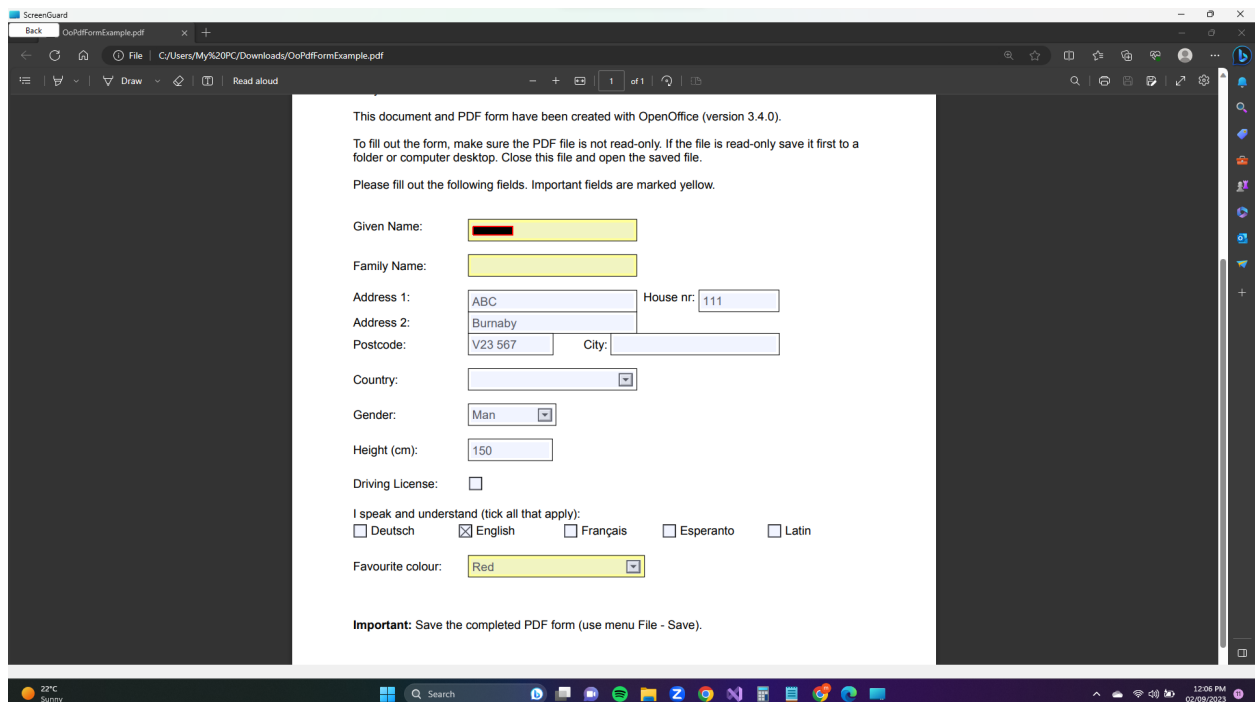 ScreenGuard
Back
OoPdfFormExample.pdf
File
C:/Users/My%20PC/Downloads/OoPdfFormExample.pdf
Draw
Read aloud
1 of 1
This document and PDF form have been created with OpenOffice (version 3.4.0).
To fill out the form, make sure the PDF file is not read-only. If the file is read-only save it first to a
folder or computer desktop. Close this file and open the saved file.
Please fill out the following fields. Important fields are marked yellow.
Given Name:
Family Name:
Address 1: ABC House nr: 111
Address 2: Burnaby
Postcode: V23 567 City:
Country:
Gender: Man
Height (cm): 150
Driving License:
I speak and understand (tick all that apply):
Deutsch English Français Esperanto Latin
Favourite colour: Red
Important: Save the completed PDF form (use menu File - Save).
22°C
Sunny
Search
12:06 PM
02/09/2023